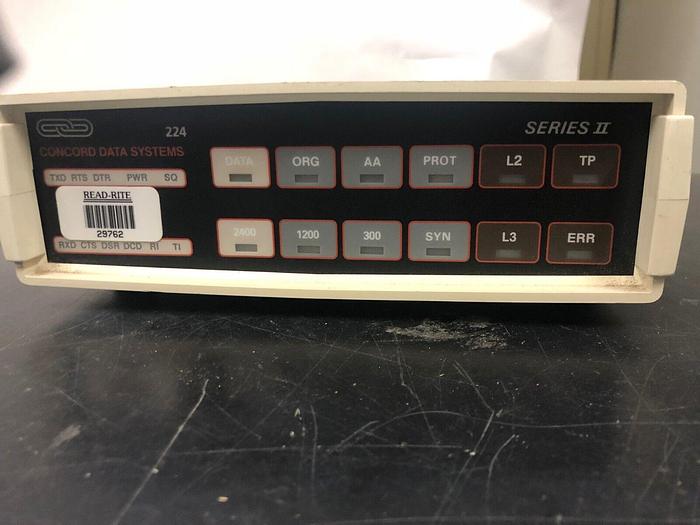 224
SERIES II
CONCORD DATA SYSTEMS
DATA ORG AA PROT L2 TP
TXD RTS DTR PWR SQ
READ-RITE
29762
2400 1200 300 SYN L3 ERR
RXD CTS DSR DCD RI TI